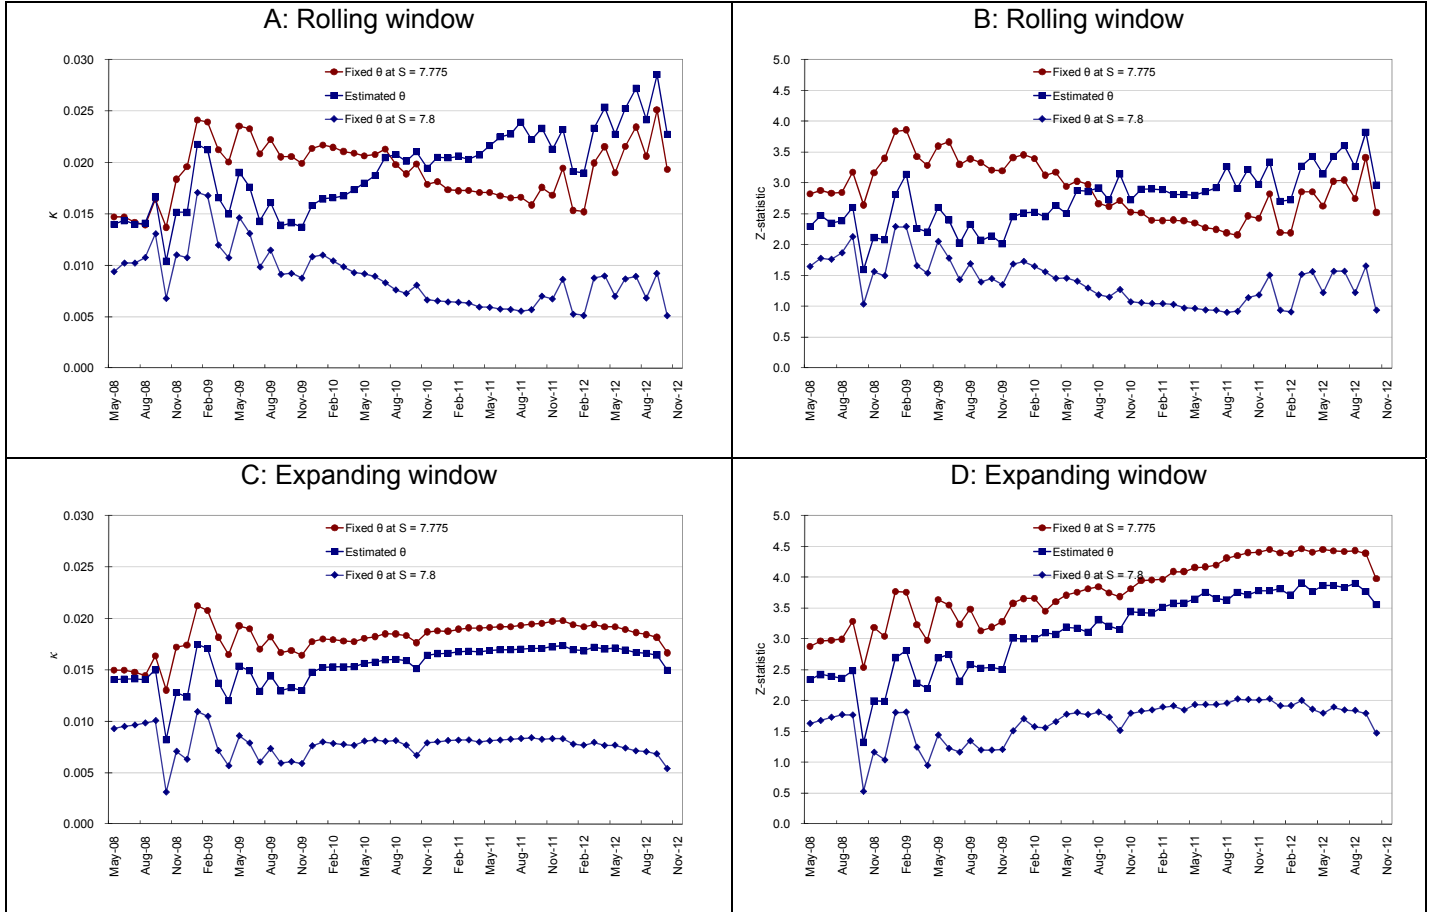 A: Rolling window
0.030
0.025
0.020
0.015
0.010
0.005
0.000
κ
Fixed θ at S = 7.775
Estimated θ
Fixed θ at S = 7.8
May-08
Aug-08
Nov-08
Feb-09
May-09
Aug-09
Nov-09
Feb-10
May-10
Aug-10
Nov-10
Feb-11
May-11
Aug-11
Nov-11
Feb-12
May-12
Aug-12
Nov-12
B: Rolling window
5.0
4.5
4.0
3.5
3.0
2.5
2.0
1.5
1.0
0.5
0.0
Z-statistic
Fixed θ at S = 7.775
Estimated θ
Fixed θ at S = 7.8
May-08
Aug-08
Nov-08
Feb-09
May-09
Aug-09
Nov-09
Feb-10
May-10
Aug-10
Nov-10
Feb-11
May-11
Aug-11
Nov-11
Feb-12
May-12
Aug-12
Nov-12
C: Expanding window
0.030
0.025
0.020
0.015
0.010
0.005
0.000
κ
Fixed θ at S = 7.775
Estimated θ
Fixed θ at S = 7.8
May-08
Aug-08
Nov-08
Feb-09
May-09
Aug-09
Nov-09
Feb-10
May-10
Aug-10
Nov-10
Feb-11
May-11
Aug-11
Nov-11
Feb-12
May-12
Aug-12
Nov-12
D: Expanding window
5.0
4.5
4.0
3.5
3.0
2.5
2.0
1.5
1.0
0.5
0.0
Z-statistic
Fixed θ at S = 7.775
Estimated θ
Fixed θ at S = 7.8
May-08
Aug-08
Nov-08
Feb-09
May-09
Aug-09
Nov-09
Feb-10
May-10
Aug-10
Nov-10
Feb-11
May-11
Aug-11
Nov-11
Feb-12
May-12
Aug-12
Nov-12